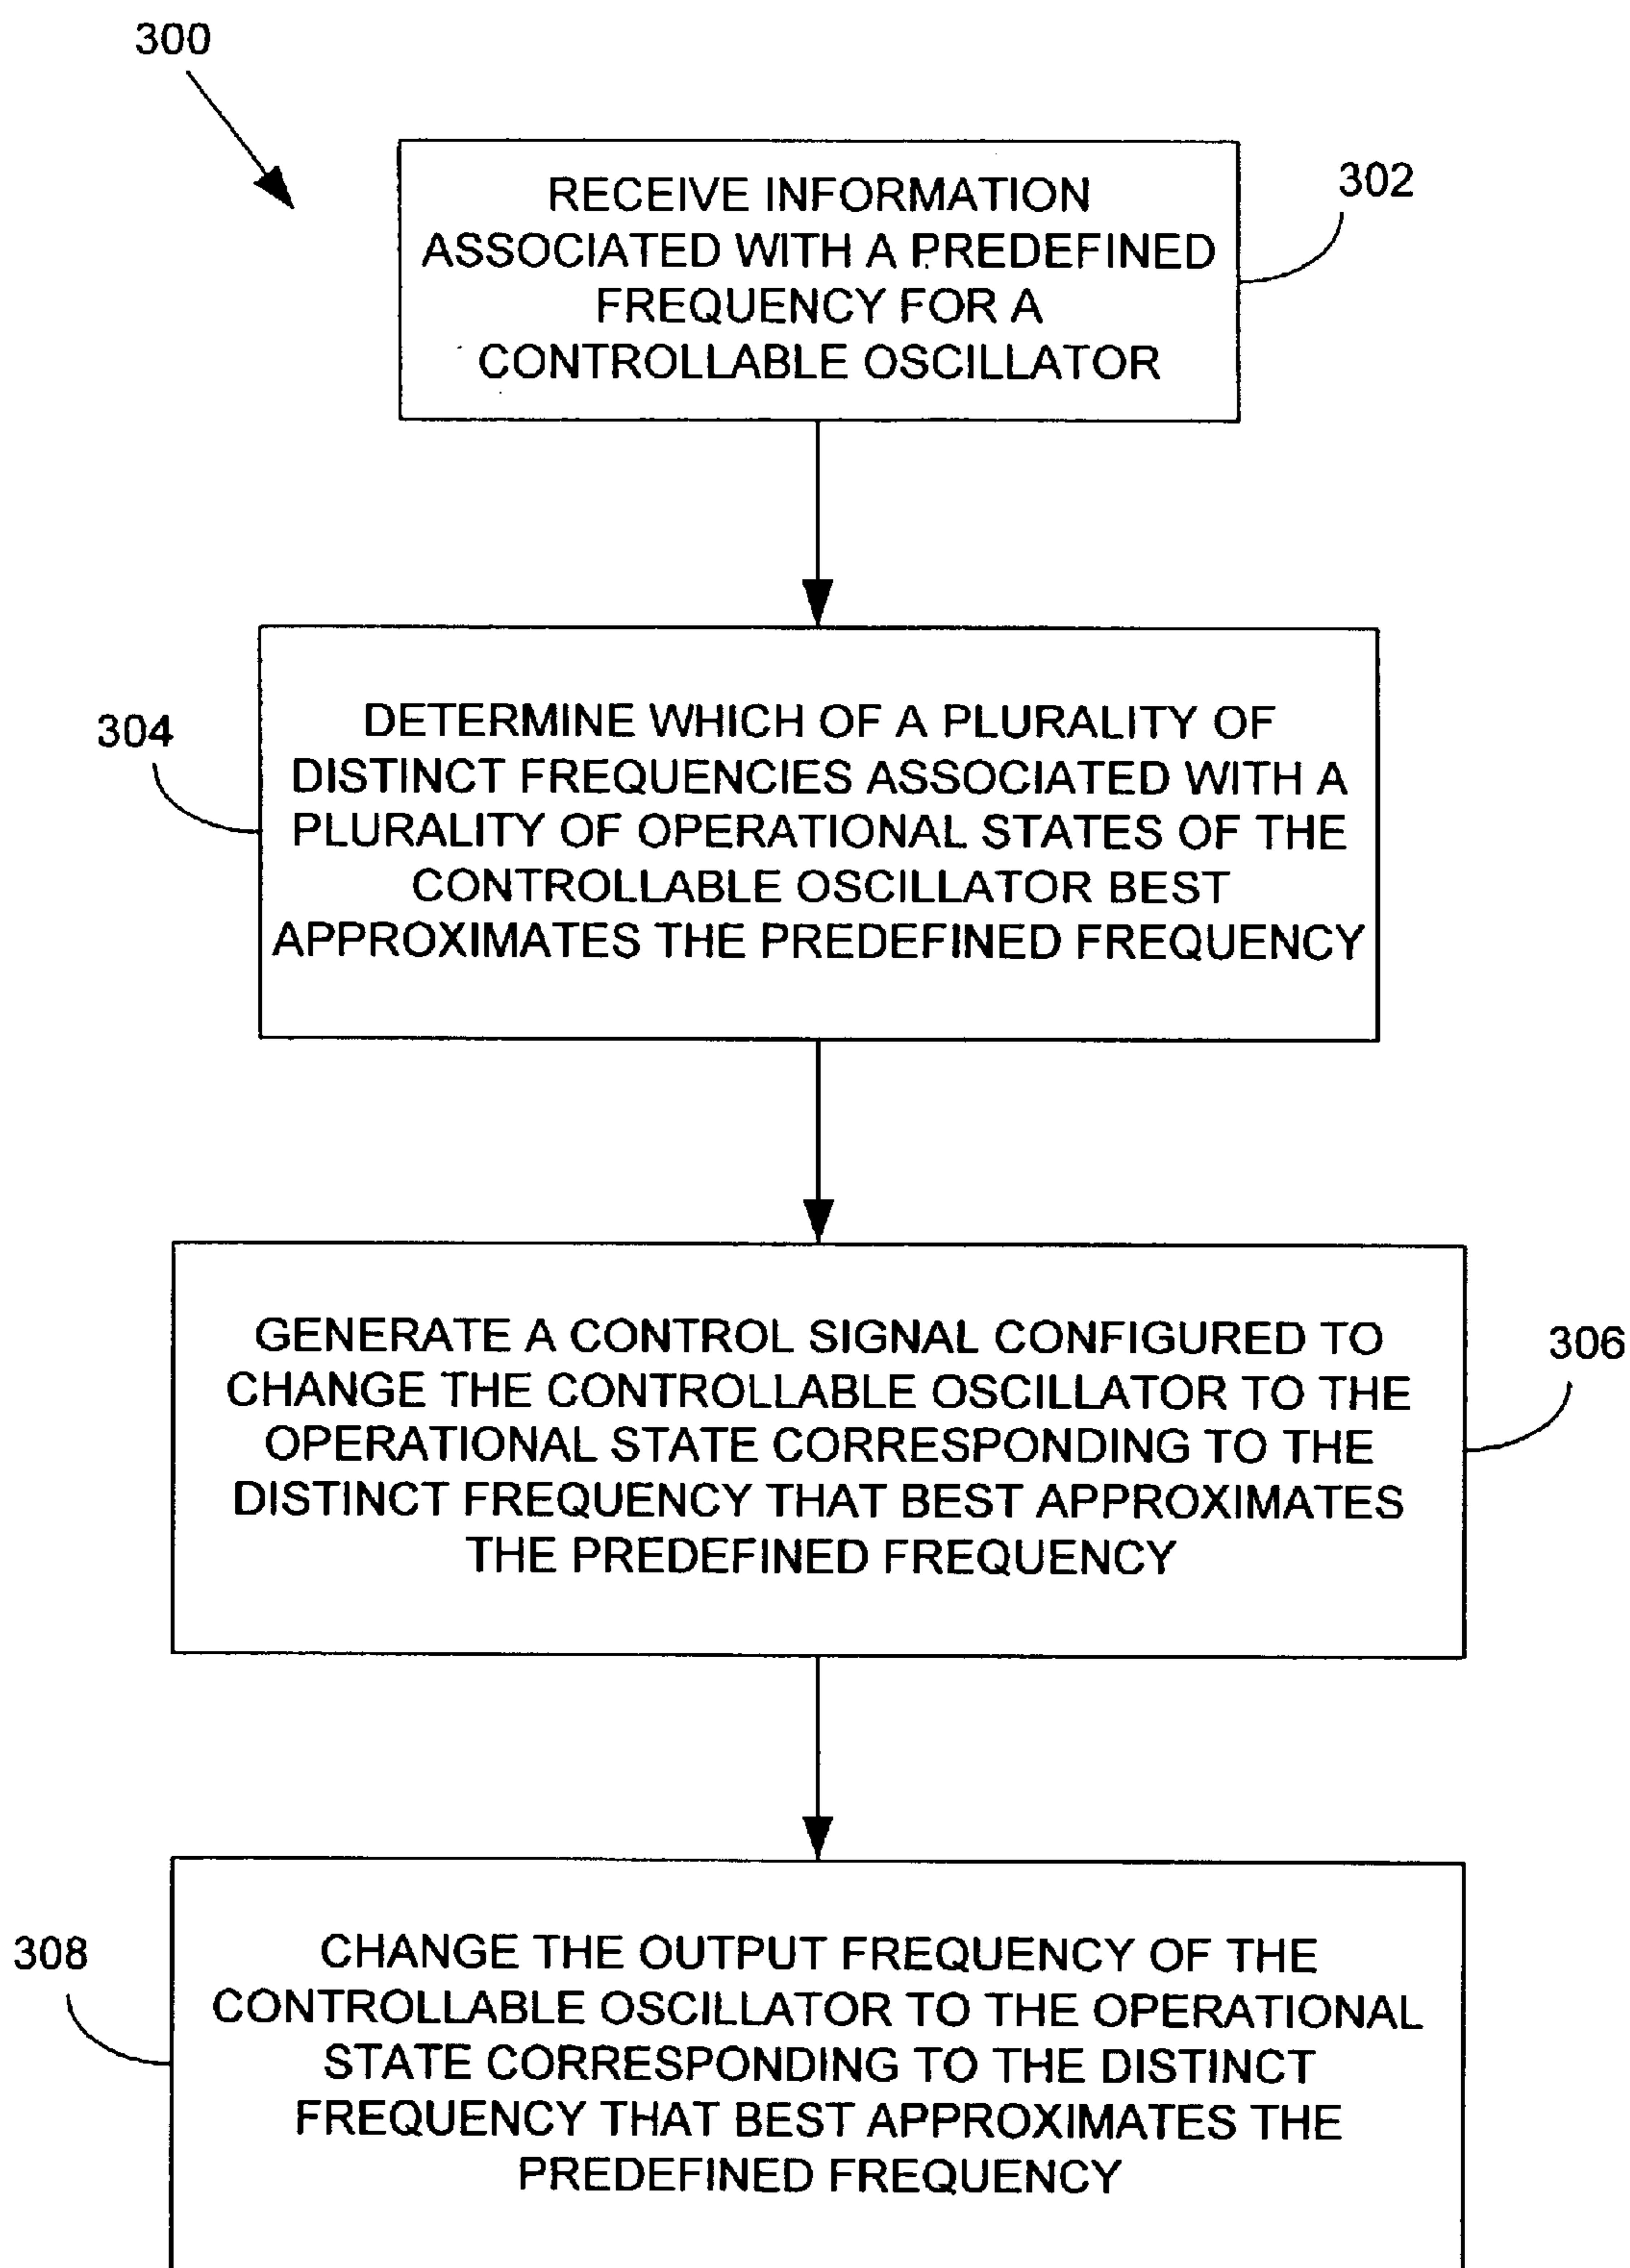 300
RECEIVE INFORMATION
ASSOCIATED WITH A PREDEFINED
FREQUENCY FOR A
CONTROLLABLE OSCILLATOR
302
304
DETERMINE WHICH OF A PLURALITY OF
DISTINCT FREQUENCIES ASSOCIATED WITH A
PLURALITY OF OPERATIONAL STATES OF THE
CONTROLLABLE OSCILLATOR BEST
APPROXIMATES THE PREDEFINED FREQUENCY
GENERATE A CONTROL SIGNAL CONFIGURED TO
CHANGE THE CONTROLLABLE OSCILLATOR TO THE
OPERATIONAL STATE CORRESPONDING TO THE
DISTINCT FREQUENCY THAT BEST APPROXIMATES
THE PREDEFINED FREQUENCY
306
308
CHANGE THE OUTPUT FREQUENCY OF THE
CONTROLLABLE OSCILLATOR TO THE OPERATIONAL
STATE CORRESPONDING TO THE DISTINCT
FREQUENCY THAT BEST APPROXIMATES THE
PREDEFINED FREQUENCY